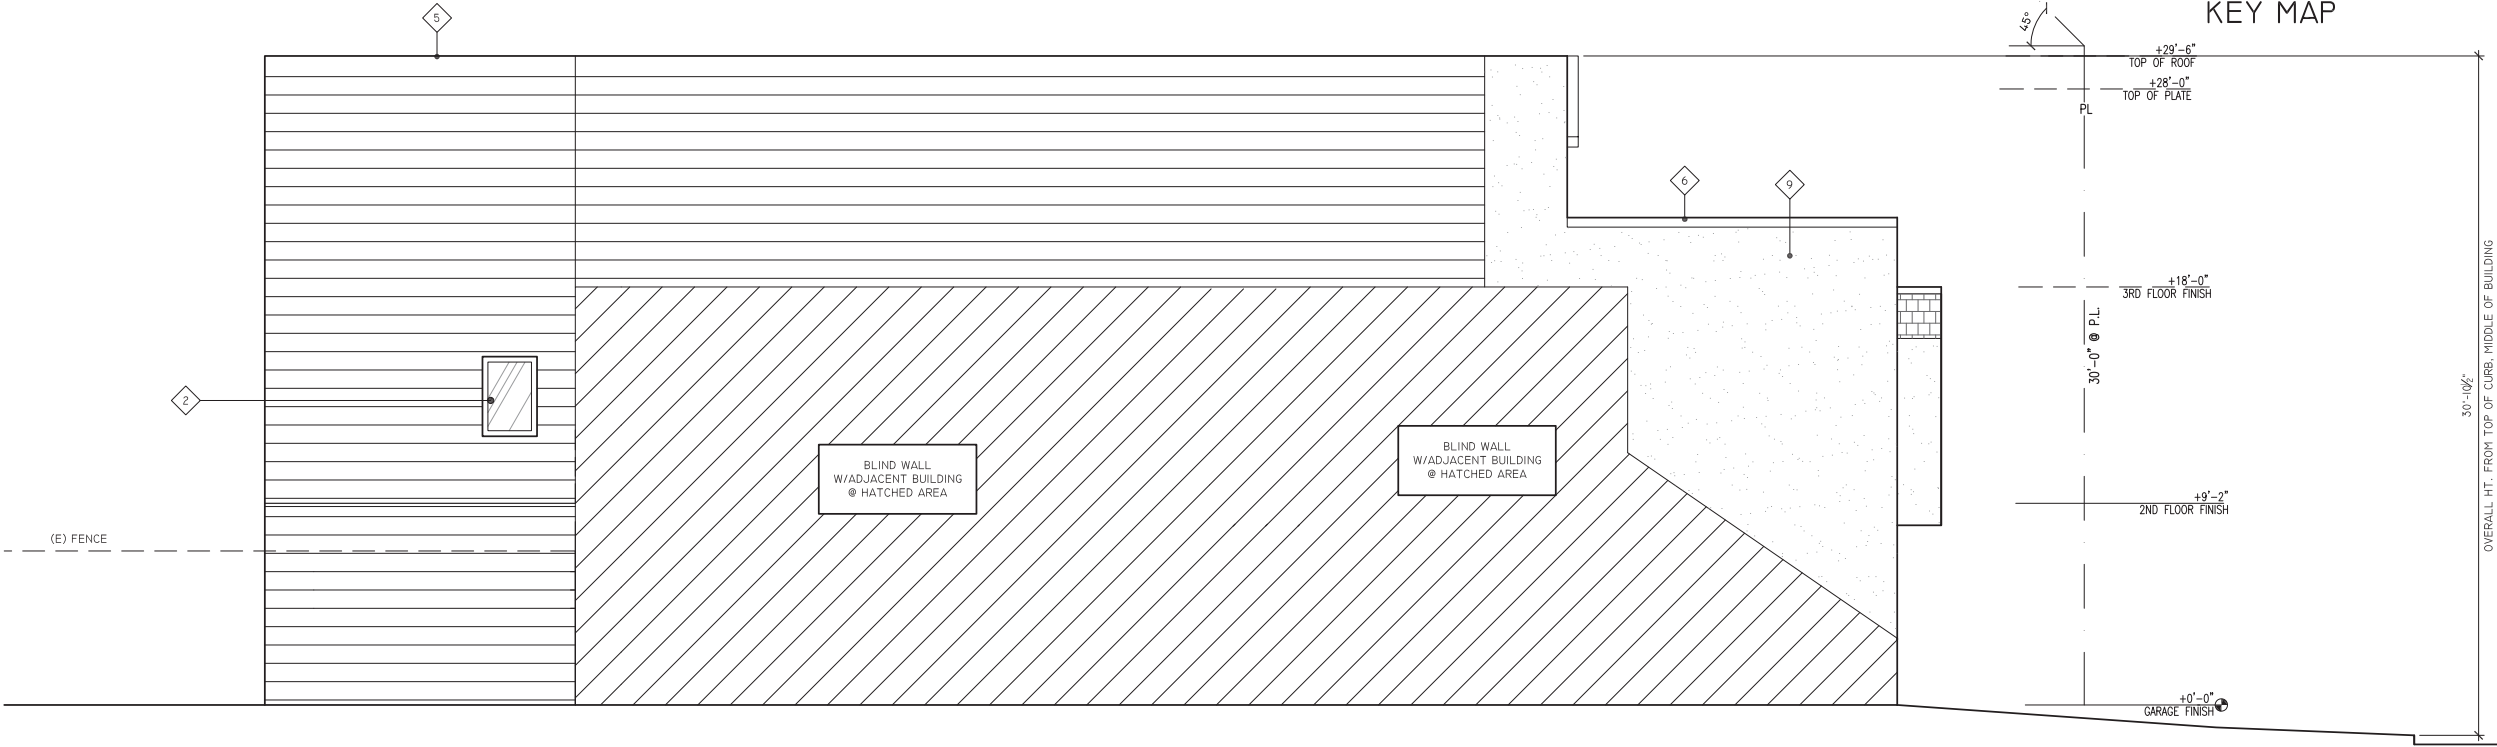 KEY MAP
5
45°
+29'-6"
TOP OF ROOF
+28'-0"
TOP OF PLATE
PL
6
9
+18'-0"
3RD FLOOR FINISH
30'-0" @ P.L.
2
30'-10½"
OVERALL HT. FROM TOP OF CURB, MIDDLE OF BUILDING
BLIND WALL
W/ADJACENT BUILDING
@ HATCHED AREA
BLIND WALL
W/ADJACENT BUILDING
@ HATCHED AREA
+9'-2"
2ND FLOOR FINISH
(E) FENCE
+0'-0"
GARAGE FINISH